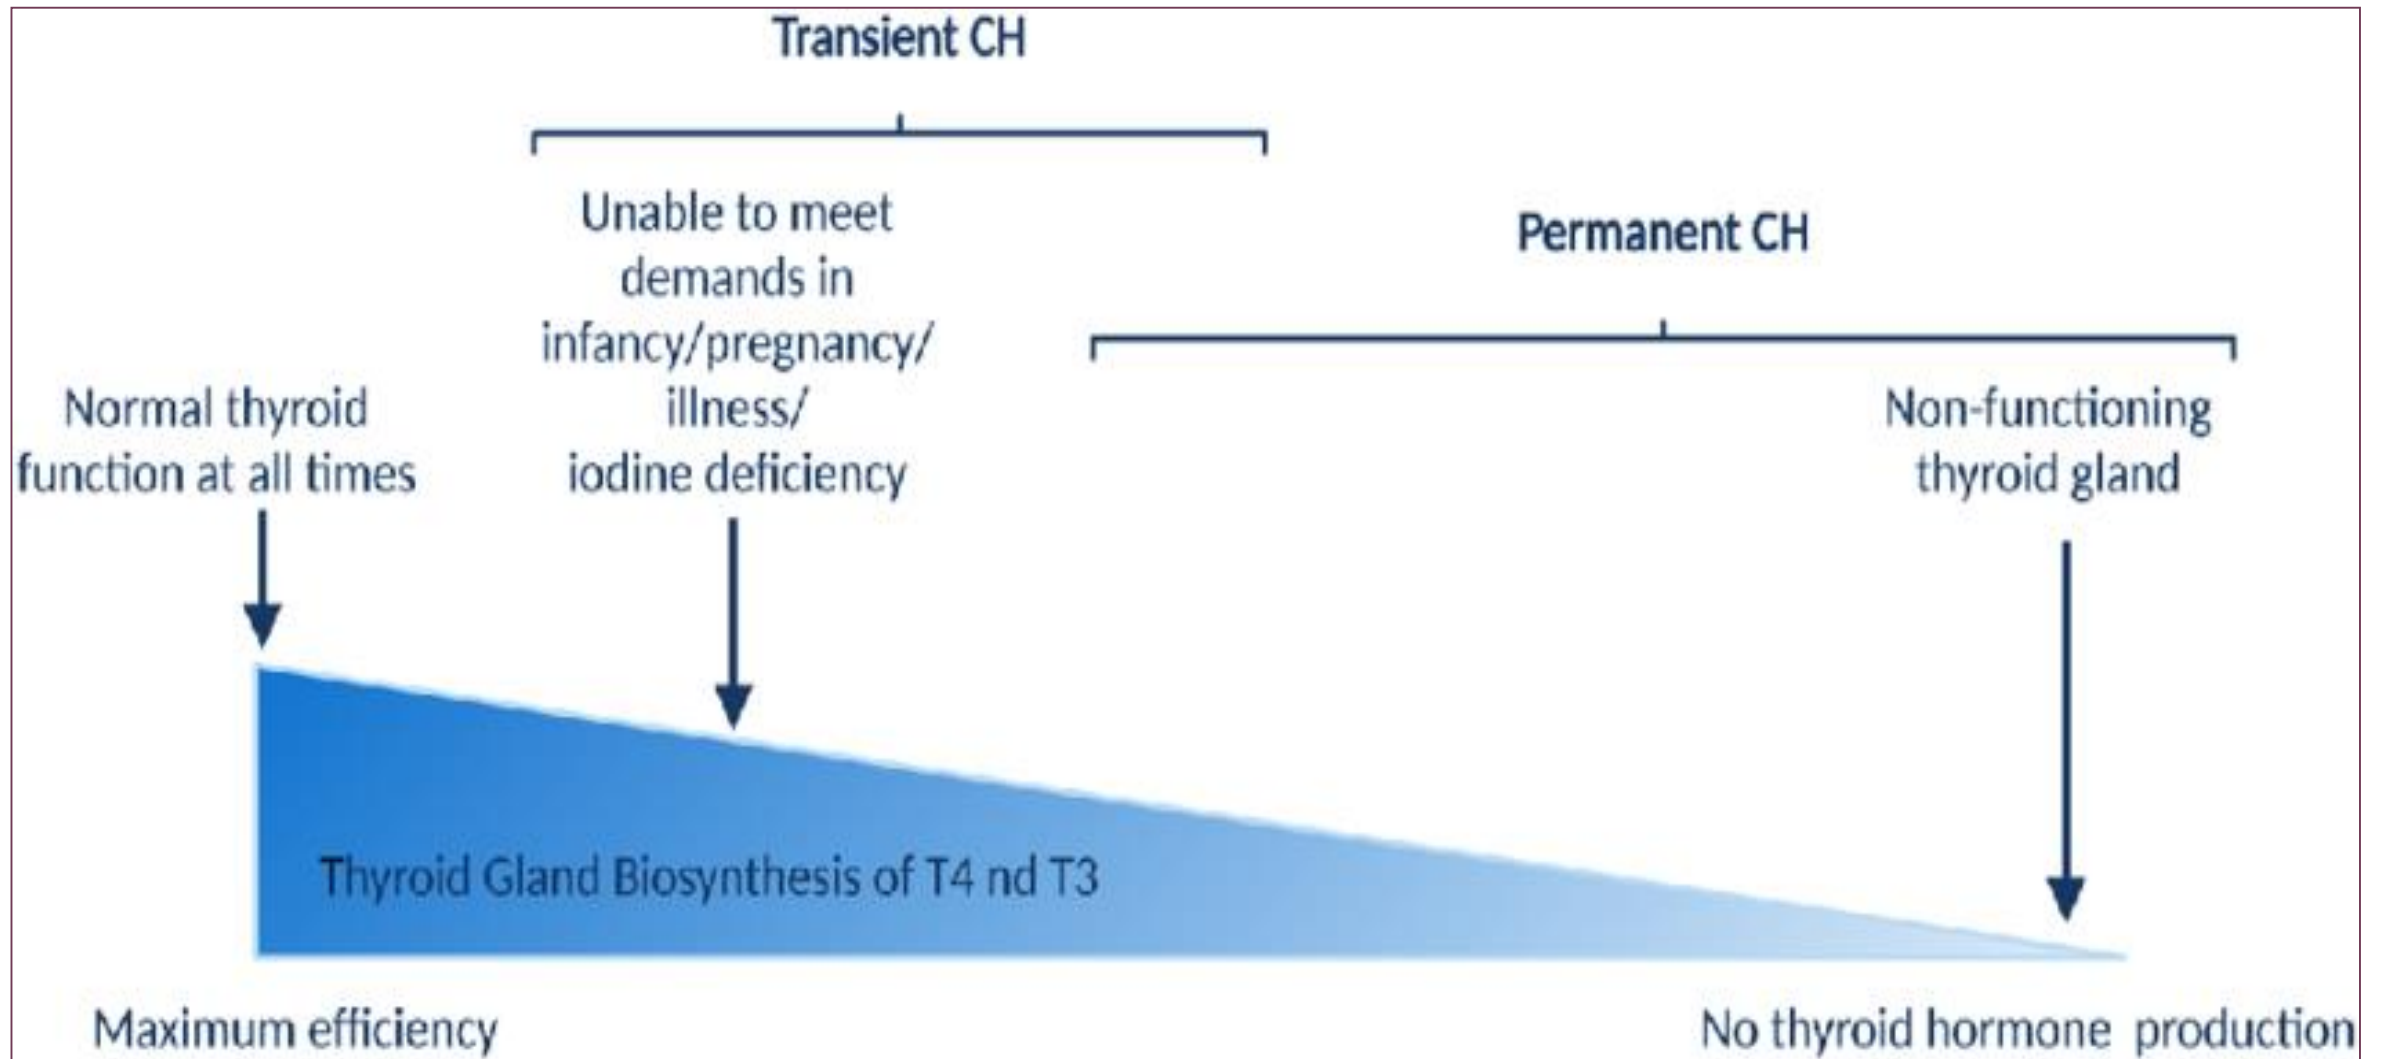 Transient CH
Unable to meet
demands in
infancy/pregnancy/
illness/
iodine deficiency
Permanent CH
Normal thyroid
function at all times
Non-functioning
thyroid gland
Thyroid Gland Biosynthesis of T4 nd T3
Maximum efficiency
No thyroid hormone production